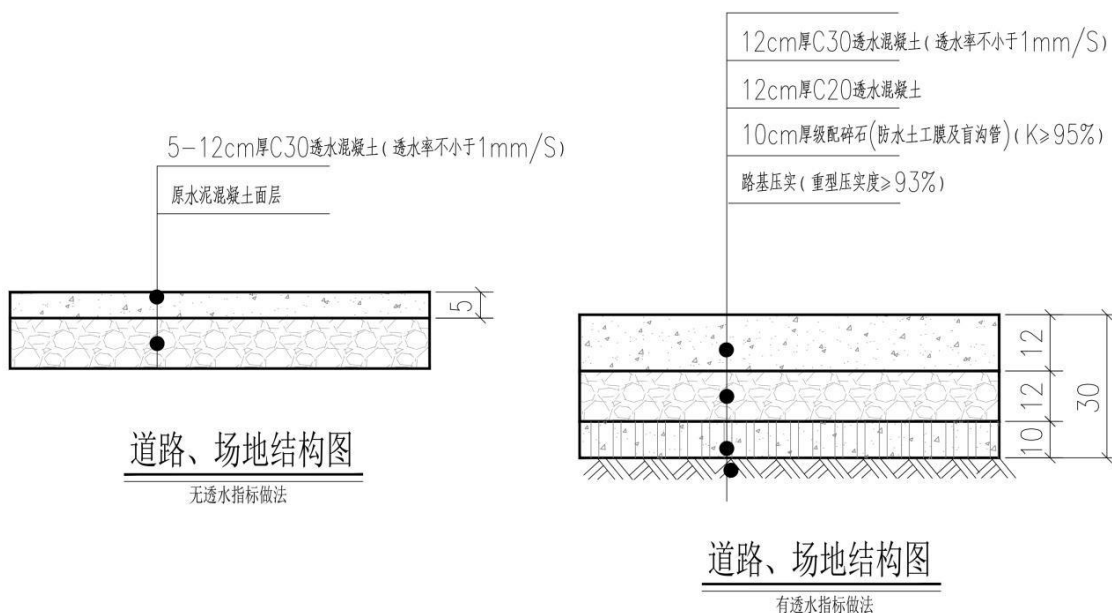 5-12cm厚C30透水混凝土(透水率不小于1mm/S)
原水泥混凝土面层
5
道路、场地结构图
无透水指标做法
12cm厚C30透水混凝土(透水率不小于1mm/S)
12cm厚C20透水混凝土
10cm厚级配碎石(防水土工膜及盲沟管)(K≥95%)
路基压实(重型压实度≥93%)
12
12
10
30
道路、场地结构图
有透水指标做法